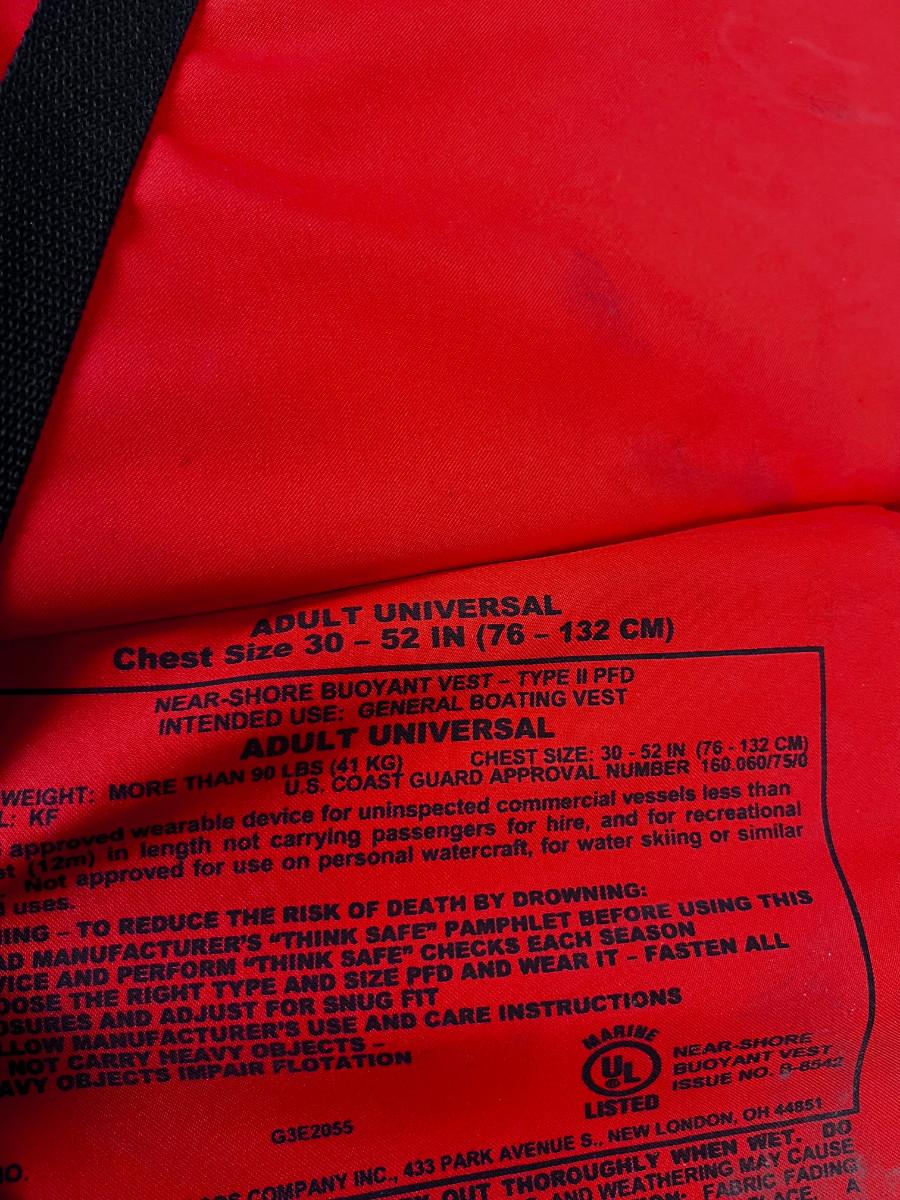 ADULT UNIVERSAL
Chest Size 30 – 52 IN (76 – 132 CM)
NEAR-SHORE BUOYANT VEST – TYPE II PFD
INTENDED USE: GENERAL BOATING VEST
ADULT UNIVERSAL
WEIGHT: MORE THAN 90 LBS (41 KG) CHEST SIZE: 30 - 52 IN (76 - 132 CM)
L: KF U.S. COAST GUARD APPROVAL NUMBER 160.060/75/0
approved wearable device for uninspected commercial vessels less than
(12m) in length not carrying passengers for hire, and for recreational
Not approved for use on personal watercraft, for water skiing or similar
uses.
ING – TO REDUCE THE RISK OF DEATH BY DROWNING:
AD MANUFACTURER'S "THINK SAFE" PAMPHLET BEFORE USING THIS
VICE AND PERFORM "THINK SAFE" CHECKS EACH SEASON
OOSE THE RIGHT TYPE AND SIZE PFD AND WEAR IT – FASTEN ALL
OSURES AND ADJUST FOR SNUG FIT
LLOW MANUFACTURER'S USE AND CARE INSTRUCTIONS
NOT CARRY HEAVY OBJECTS –
AVY OBJECTS IMPAIR FLOTATION
MARINE
UL
LISTED
NEAR-SHORE
BUOYANT VEST
ISSUE NO. B-6542
G3E2055
NO.
COMPANY INC., 433 PARK AVENUE S., NEW LONDON, OH 44851
OUT THOROUGHLY WHEN WET. DO
AND WEATHERING MAY CAUSE
FABRIC FADING
A